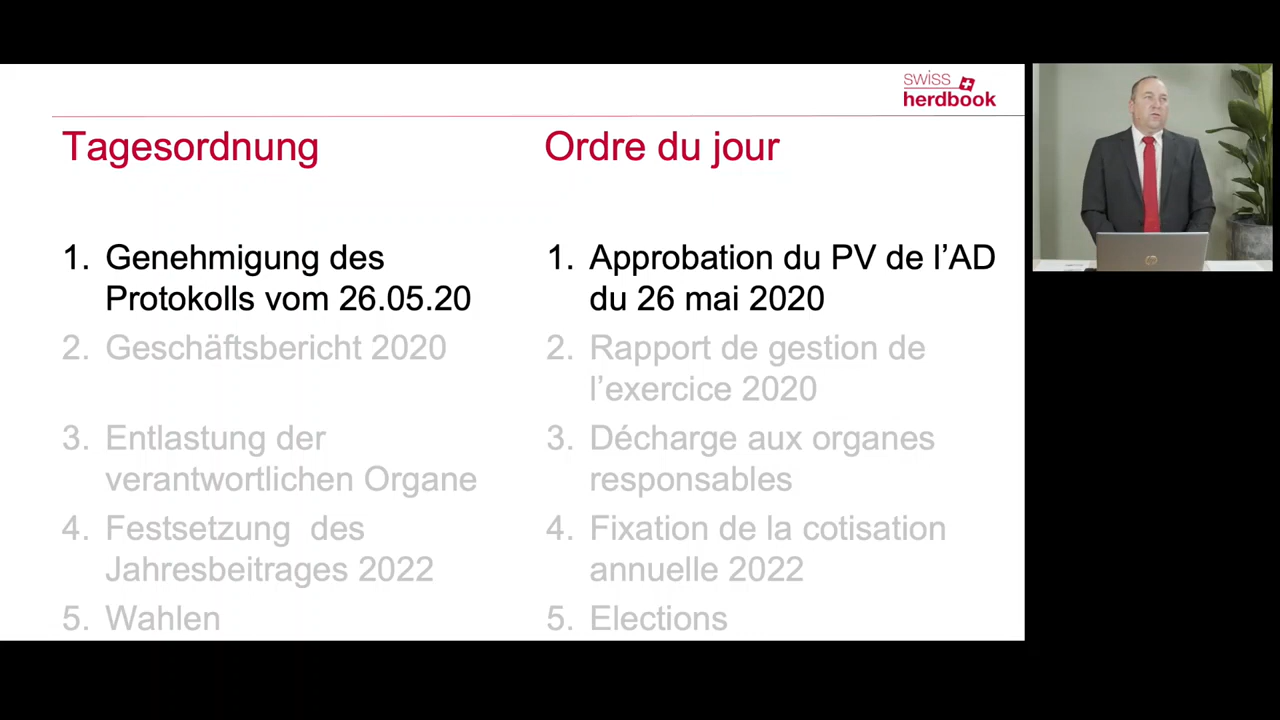 swiss
herdbook
Tagesordnung
1. Genehmigung des
Protokolls vom 26.05.20
2. Geschäftsbericht 2020
3. Entlastung der
verantwortlichen Organe
4. Festsetzung des
Jahresbeitrages 2022
5. Wahlen
Ordre du jour
1. Approbation du PV de l’AD
du 26 mai 2020
2. Rapport de gestion de
l’exercice 2020
3. Décharge aux organes
responsables
4. Fixation de la cotisation
annuelle 2022
5. Elections
hp